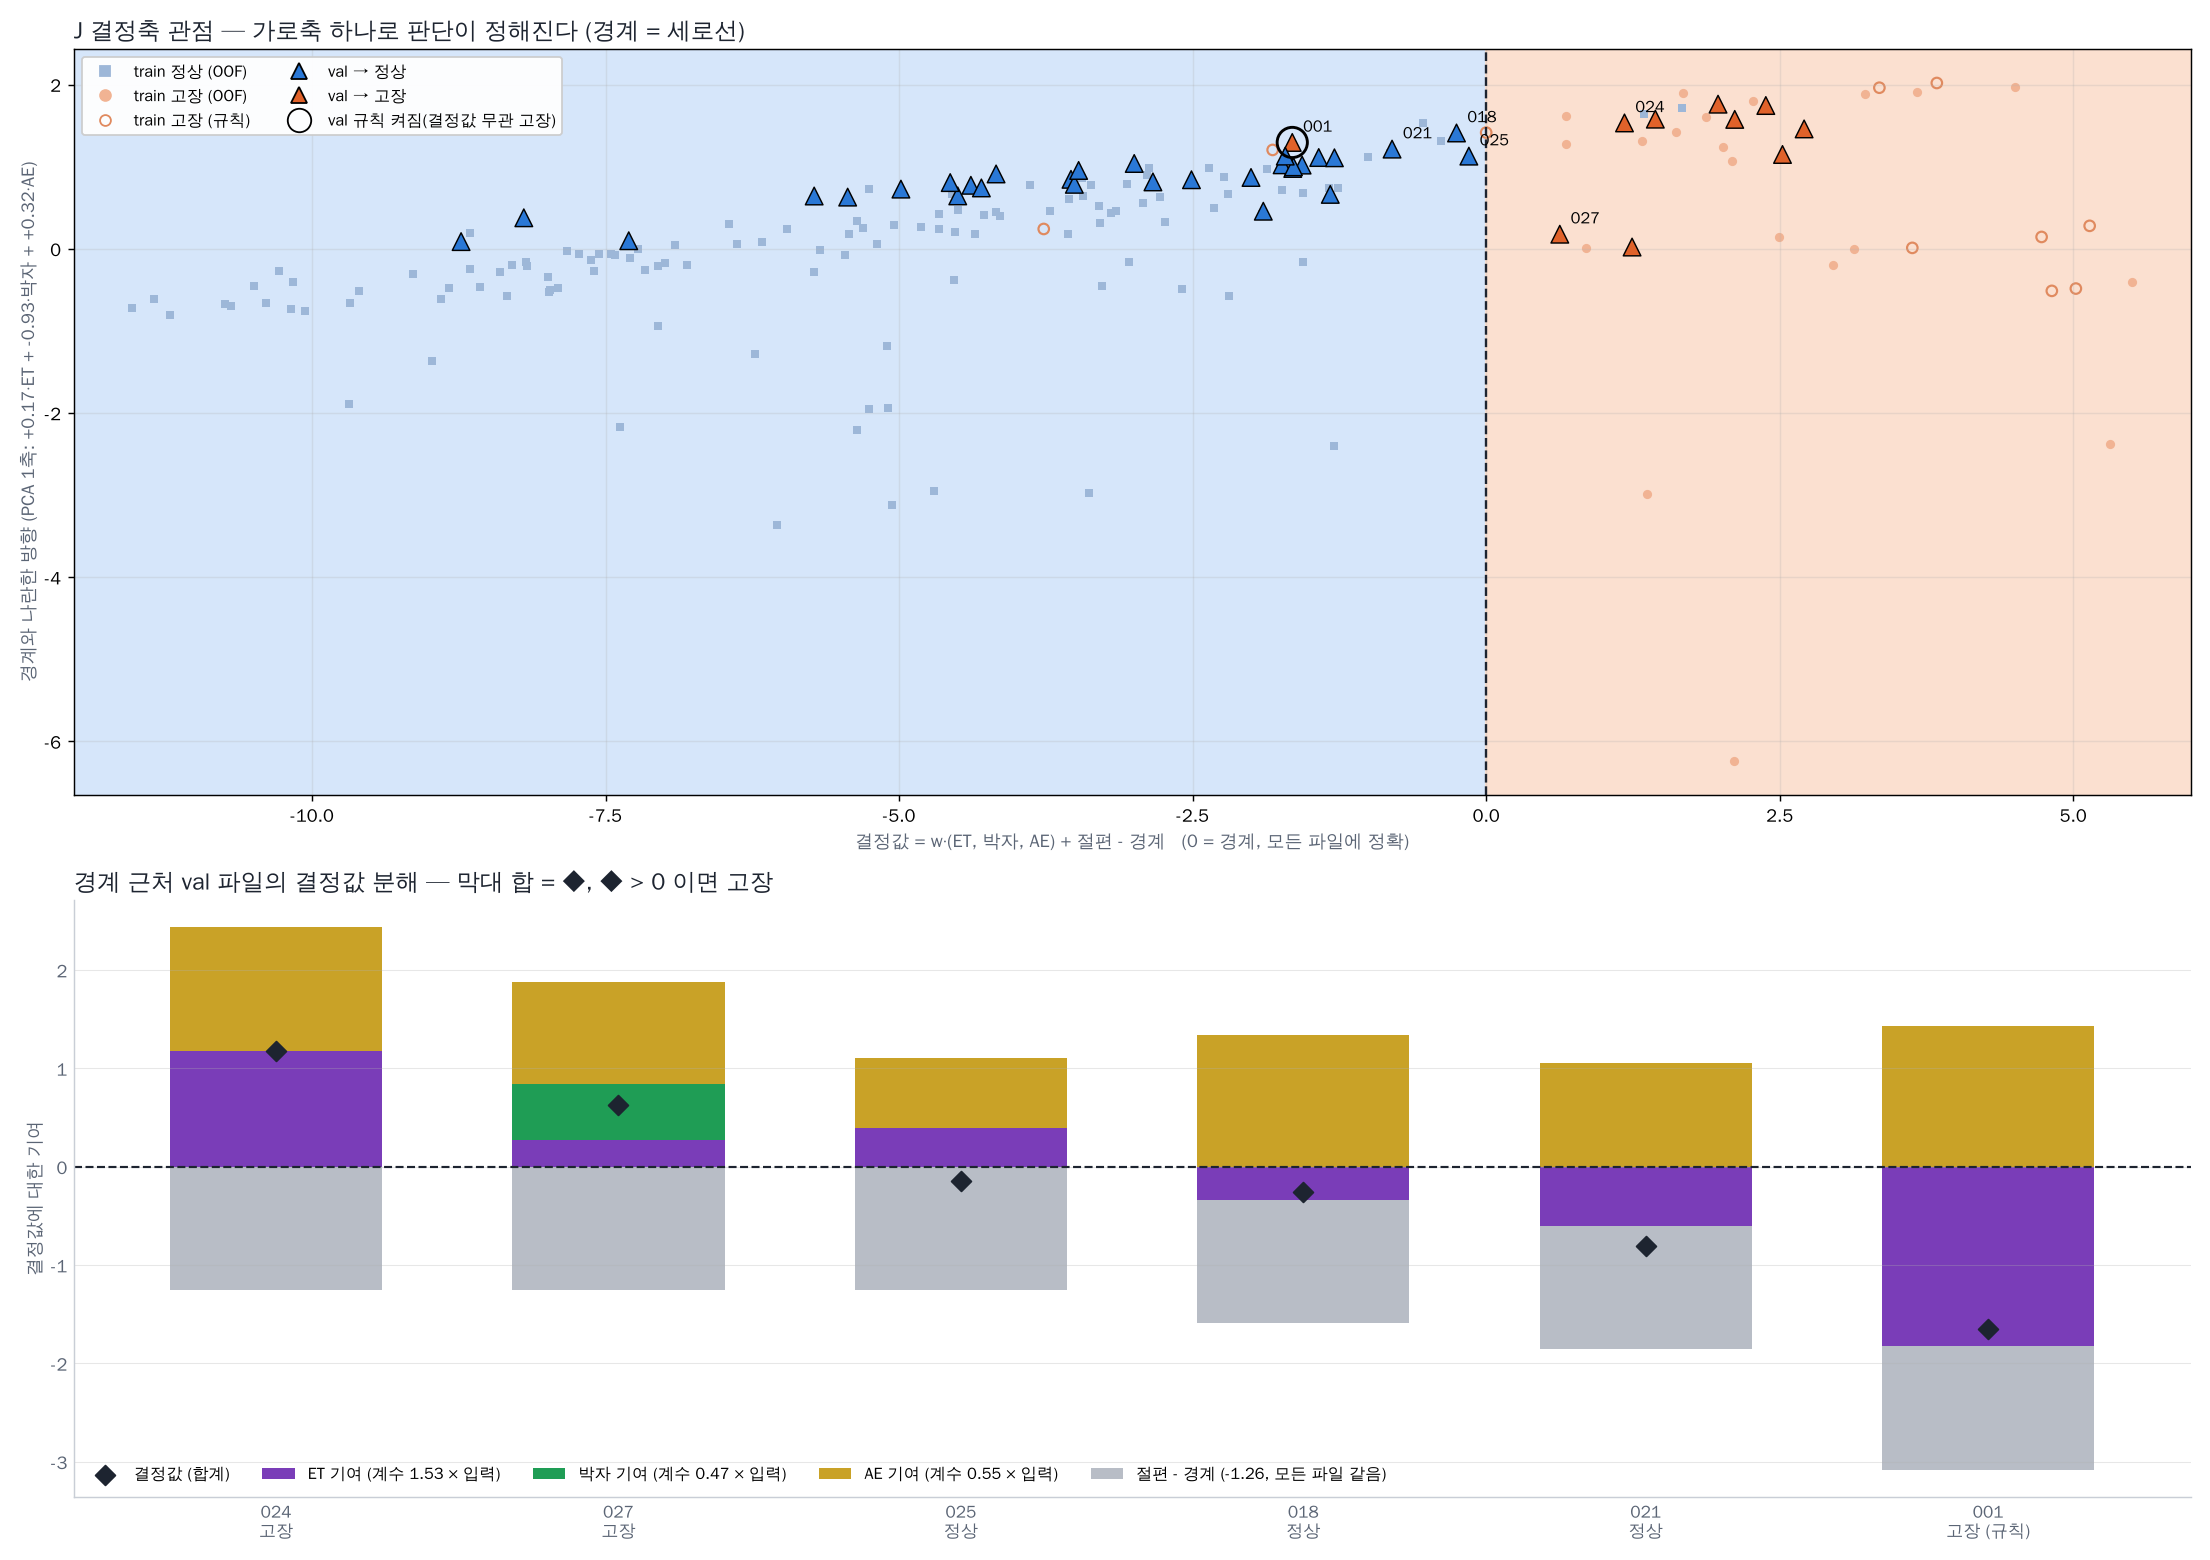 J 결정축 관점 — 가로축 하나로 판단이 정해진다 (경계 = 세로선)
train 정상 (OOF)
train 고장 (OOF)
train 고장 (규칙)
val → 정상
val → 고장
val 규칙 켜짐(결정값 무관 고장)
001
021
018
025
024
027
2
0
-2
-4
-6
경계와 나란한 방향 (PCA 1축: +0.17·ET + -0.93·박자 + +0.32·AE)
-10.0
-7.5
-5.0
-2.5
0.0
2.5
5.0
결정값 = w·(ET, 박자, AE) + 절편 - 경계 (0 = 경계, 모든 파일에 정확)
경계 근처 val 파일의 결정값 분해 — 막대 합 = ◆, ◆ > 0 이면 고장
2
1
0
-1
-2
-3
결정값에 대한 기여
결정값 (합계)
ET 기여 (계수 1.53 × 입력)
박자 기여 (계수 0.47 × 입력)
AE 기여 (계수 0.55 × 입력)
절편 - 경계 (-1.26, 모든 파일 같음)
024
고장
027
고장
025
정상
018
정상
021
정상
001
고장 (규칙)